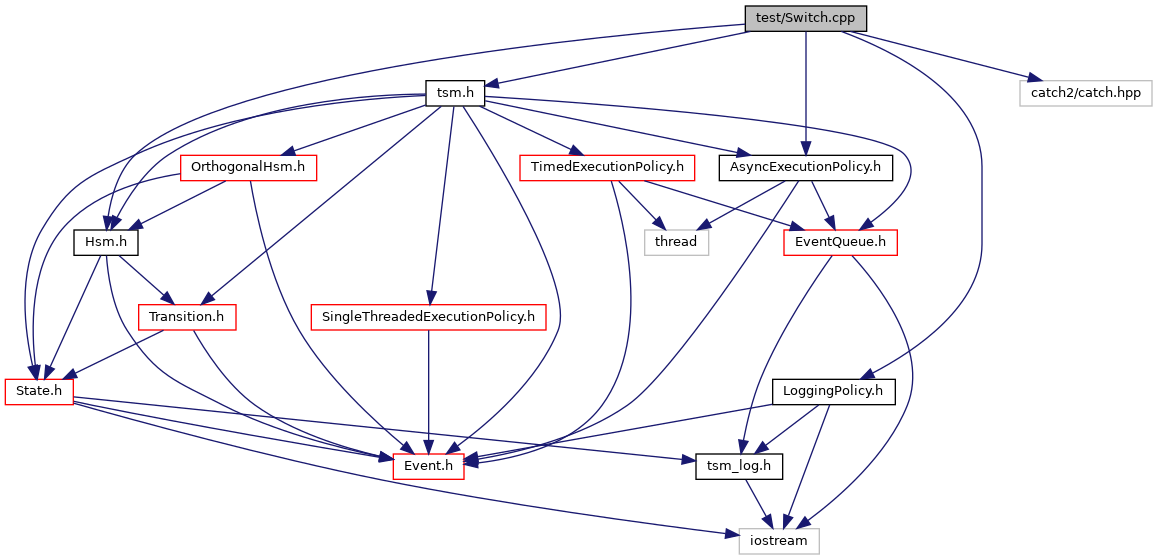 test/Switch.cpp
tsm.h
catch2/catch.hpp
OrthogonalHsm.h
TimedExecutionPolicy.h
AsyncExecutionPolicy.h
Hsm.h
thread
EventQueue.h
Transition.h
SingleThreadedExecutionPolicy.h
State.h
LoggingPolicy.h
Event.h
tsm_log.h
iostream